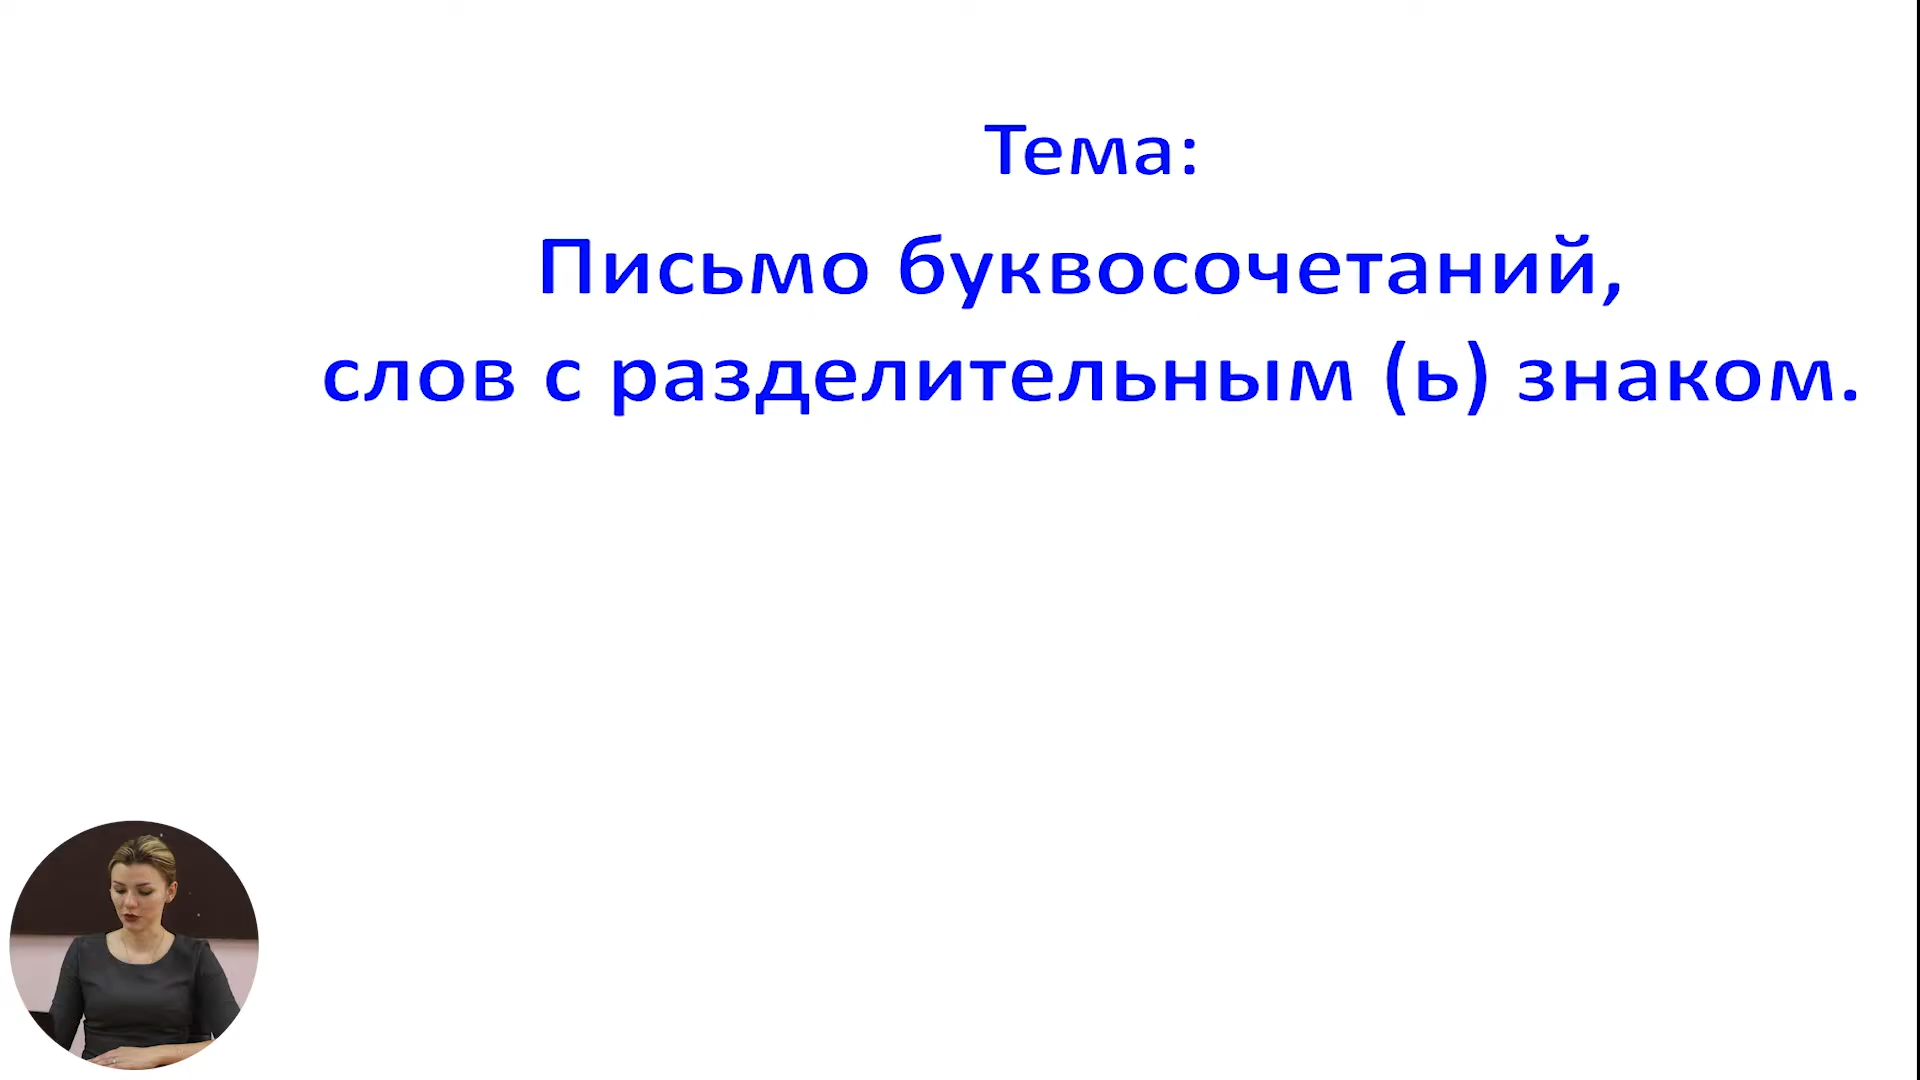 Тема:
Письмо буквосочетаний,
слов с разделительным (ь) знаком.